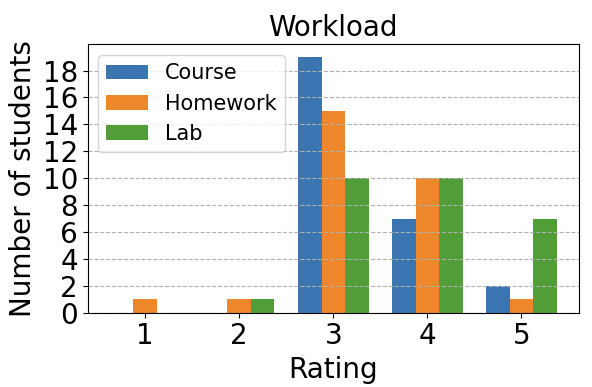 Workload
Number of students
18
16
14
12
10
8
6
4
2
0
Course
Homework
Lab
1 2 3 4 5
Rating